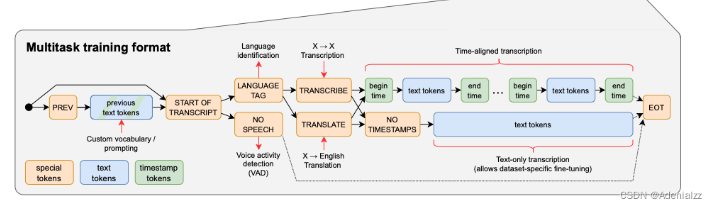 Multitask training format
Language
identification
X → X
Transcription
Time-aligned transcription
PREV
previous
text tokens
START OF
TRANSCRIPT
LANGUAGE
TAG
TRANSCRIBE
begin
time
text tokens
end
time
...
begin
time
text tokens
end
time
EOT
NO
SPEECH
TRANSLATE
NO
TIMESTAMPS
text tokens
Custom vocabulary /
prompting
Voice activity
detection
(VAD)
X → English
Translation
Text-only transcription
(allows dataset-specific fine-tuning)
special
tokens
text
tokens
timestamp
tokens
CSDN @Adenialzz